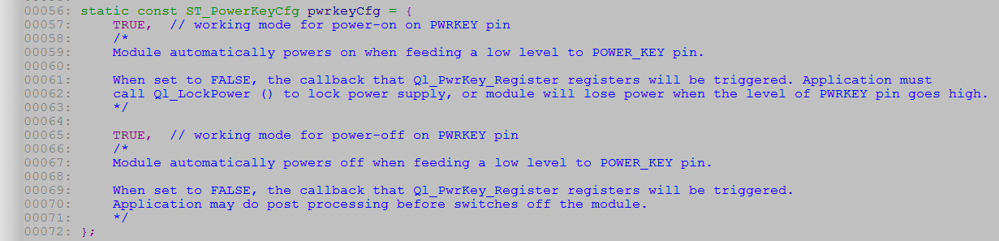 00056: static const ST_PowerKeyCfg pwrkeyCfg = {
00057:     TRUE,  // working mode for power-on on PWRKEY pin
00058:     /*
00059:     Module automatically powers on when feeding a low level to POWER_KEY pin.
00060:
00061:     When set to FALSE, the callback that Ql_PwrKey_Register registers will be triggered. Application must
00062:     call Ql_LockPower () to lock power supply, or module will lose power when the level of PWRKEY pin goes high.
00063:     */
00064:
00065:     TRUE,  // working mode for power-off on PWRKEY pin
00066:     /*
00067:     Module automatically powers off when feeding a low level to POWER_KEY pin.
00068:
00069:     When set to FALSE, the callback that Ql_PwrKey_Register registers will be triggered.
00070:     Application may do post processing before switches off the module.
00071:     */
00072: };